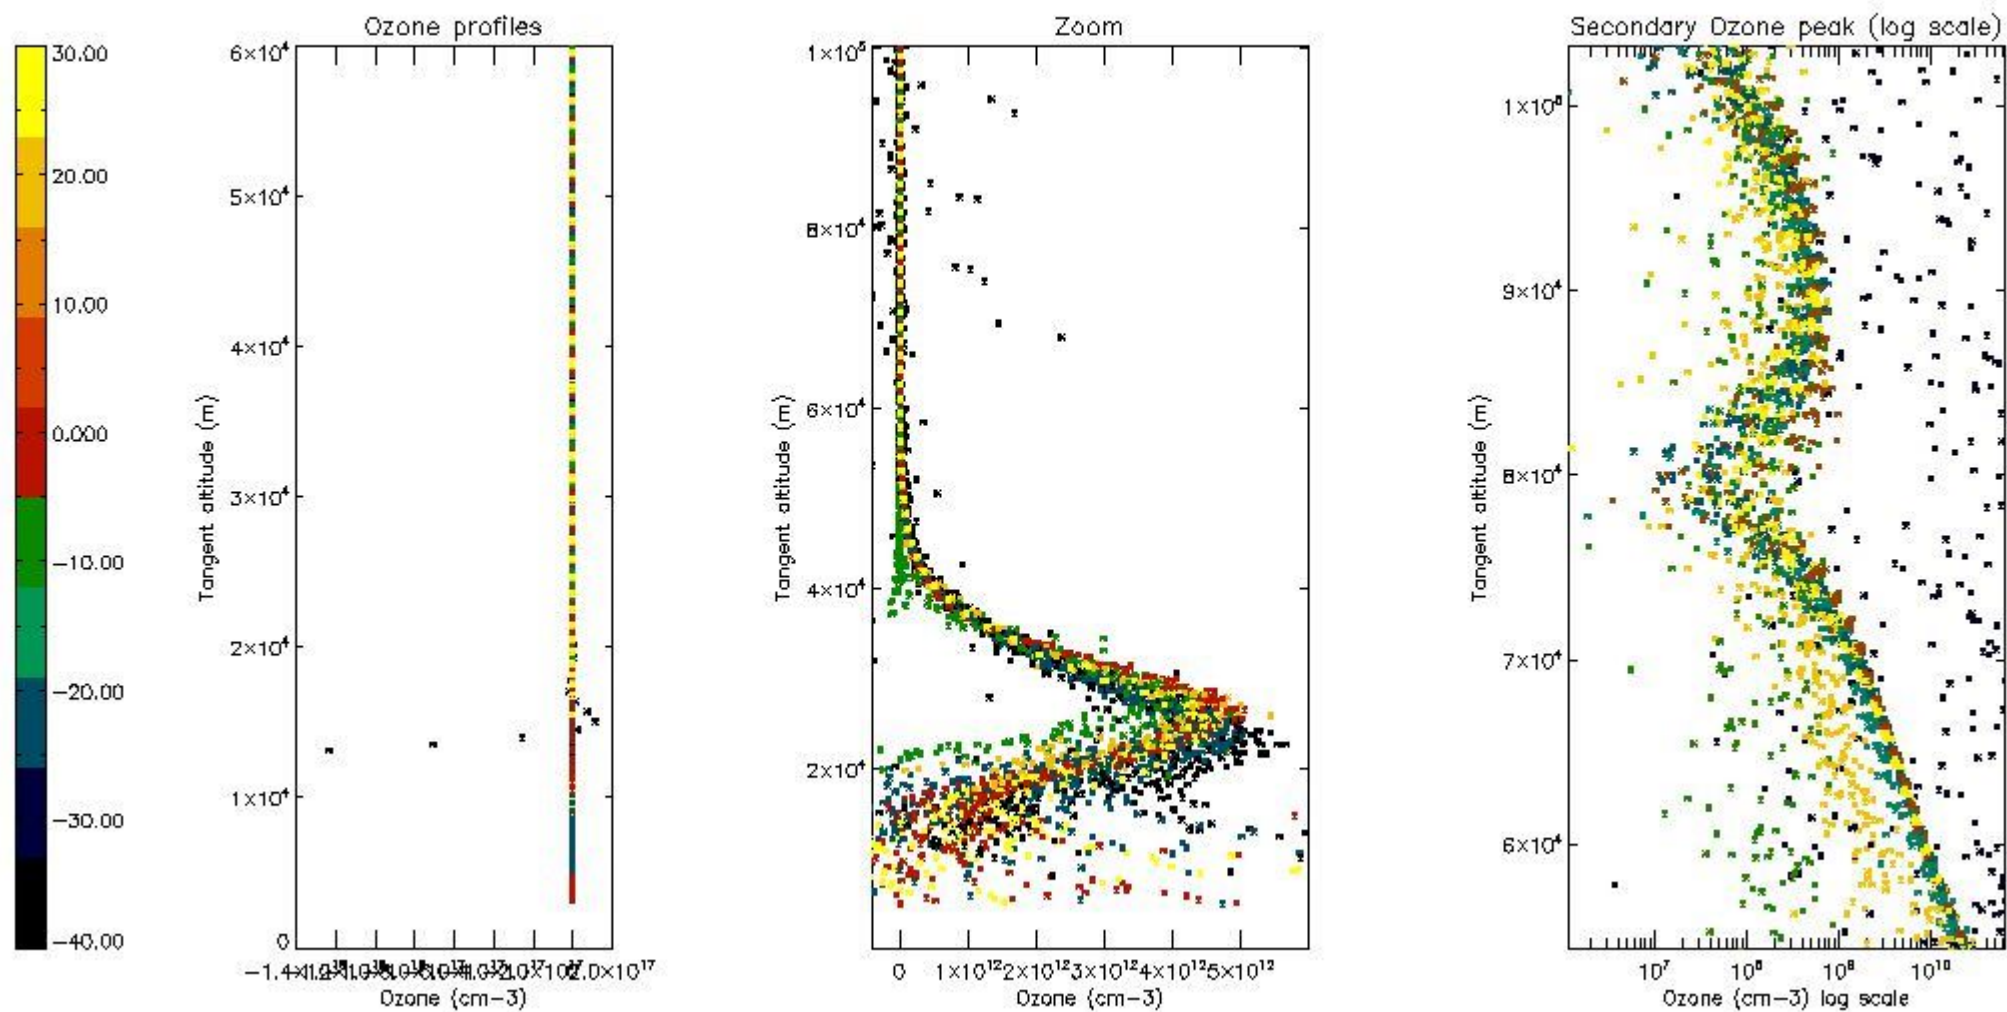 Ozone profiles
Zoom
Secondary Ozone peak (log scale)
30.00
20.00
10.00
0.000
−10.00
−20.00
−30.00
−40.00
6×10⁴
5×10⁴
4×10⁴
3×10⁴
2×10⁴
1×10⁴
0
Tangent altitude (m)
2.0×10¹⁷
Ozone (cm−3)
1×10⁵
8×10⁴
6×10⁴
4×10⁴
2×10⁴
Tangent altitude (m)
0 1×10¹² 2×10¹² 3×10¹² 4×10¹² 5×10¹²
Ozone (cm−3)
1×10⁵
9×10⁴
8×10⁴
7×10⁴
6×10⁴
Tangent altitude (m)
10⁷ 10⁸ 10⁹ 10¹⁰
Ozone (cm−3) log scale